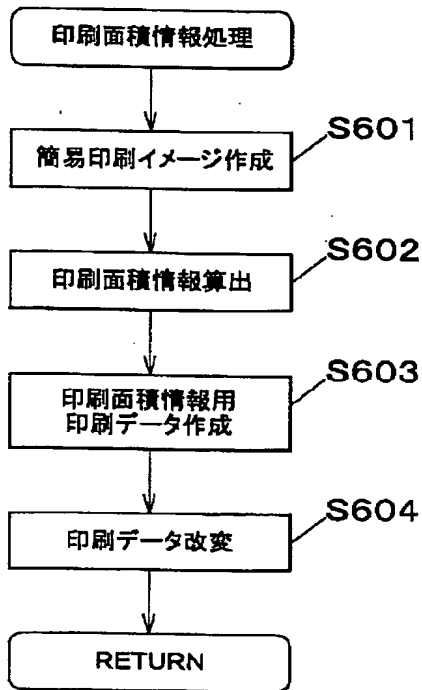 印刷面積情報処理
S601
簡易印刷イメージ作成
S602
印刷面積情報算出
S603
印刷面積情報用
印刷データ作成
S604
印刷データ改変
RETURN